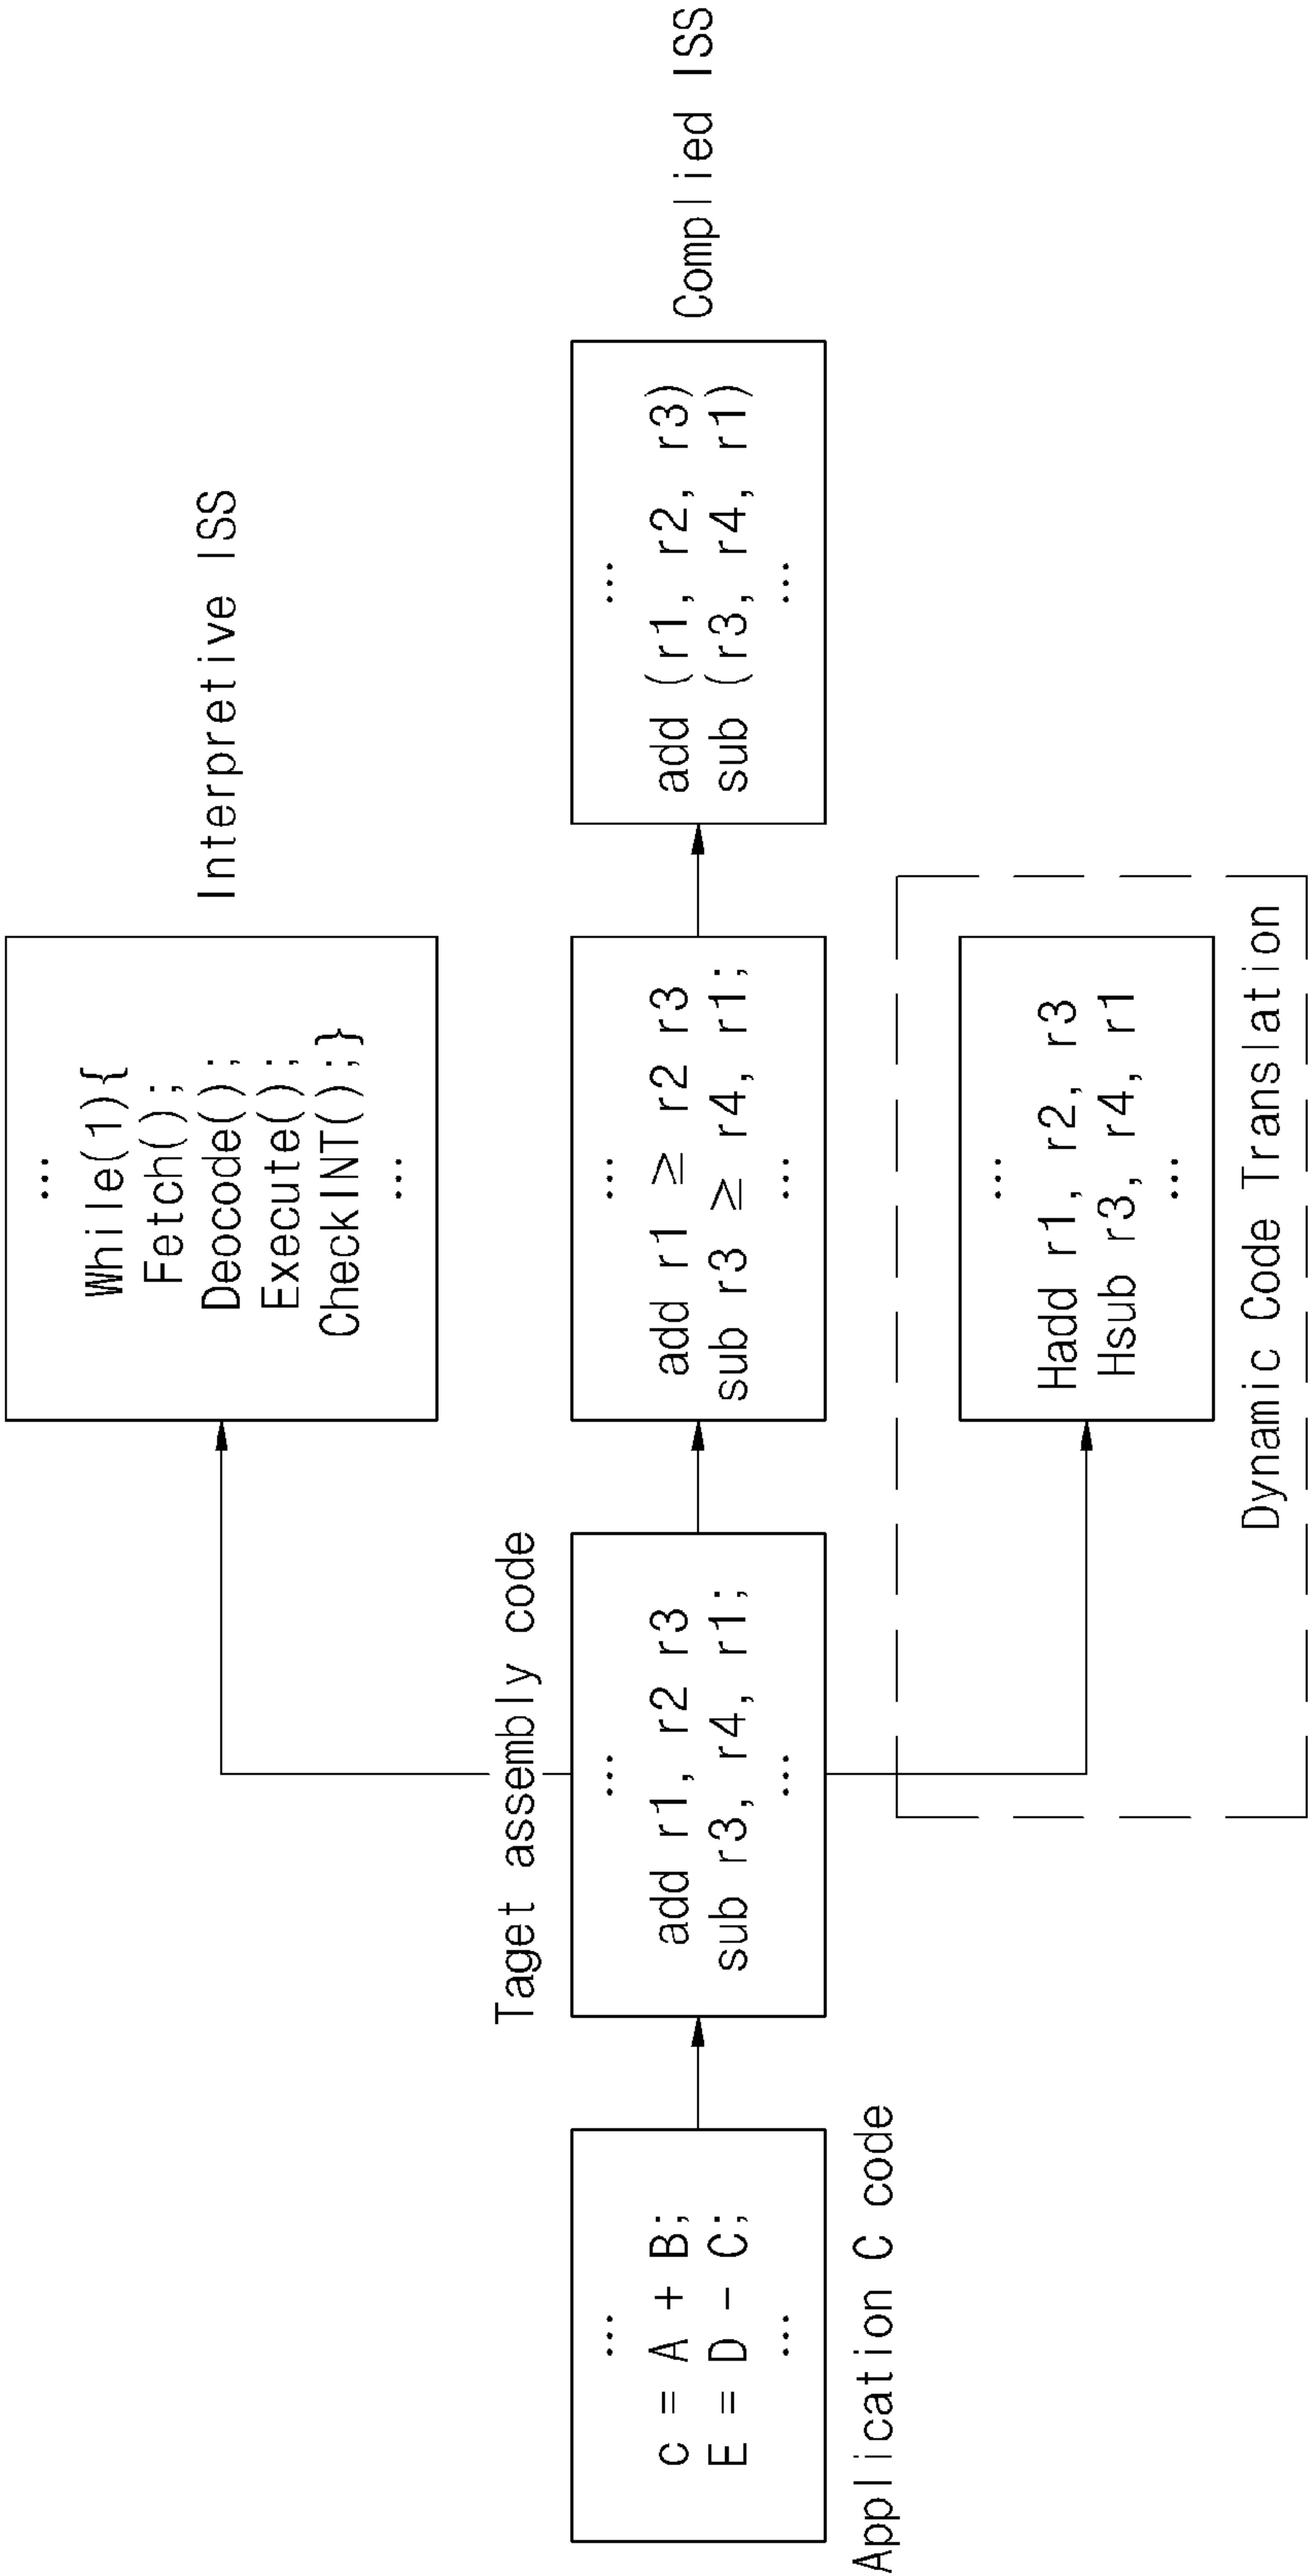 Interpretive ISS
...
While(1){
Fetch();
Deocode();
Execute();
CheckINT();}
...
Taget assembly code
...
c = A + B;
E = D - C;
...
Application C code
...
add r1, r2 r3
sub r3, r4, r1;
...
...
add r1 ≥ r2 r3
sub r3 ≥ r4, r1;
...
...
add (r1, r2, r3)
sub (r3, r4, r1)
...
Complied ISS
...
Hadd r1, r2, r3
Hsub r3, r4, r1
...
Dynamic Code Translation